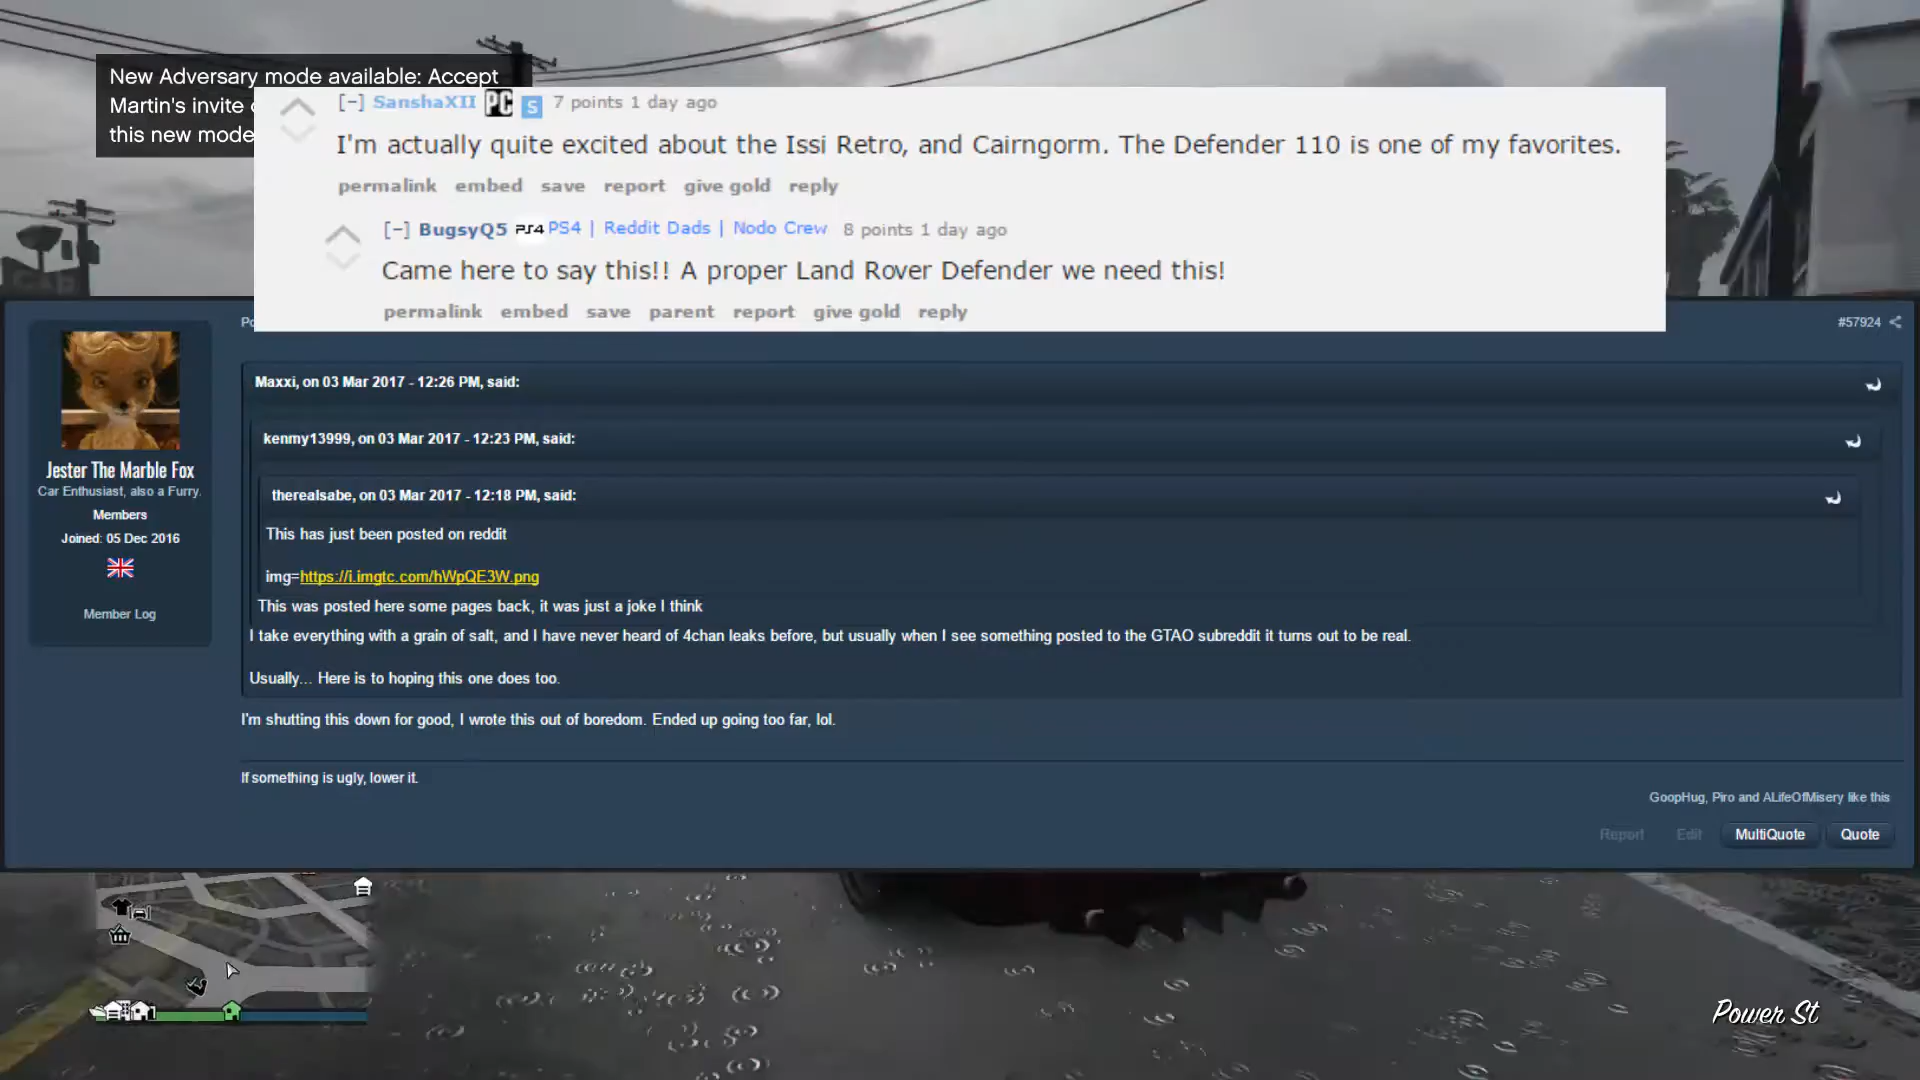 New Adversary mode available: Accept
Martin's invite
this new mode
[–] SanshaXII PC S 7 points 1 day ago
I'm actually quite excited about the Issi Retro, and Cairngorm. The Defender 110 is one of my favorites.
permalink embed save report give gold reply
[–] BugsyQ5 PS4 PS4 | Reddit Dads | Nodo Crew 8 points 1 day ago
Came here to say this!! A proper Land Rover Defender we need this!
permalink embed save parent report give gold reply
#57924
Maxxi, on 03 Mar 2017 - 12:26 PM, said:
kenmy13999, on 03 Mar 2017 - 12:23 PM, said:
therealsabe, on 03 Mar 2017 - 12:18 PM, said:
This has just been posted on reddit
img=https://i.imgtc.com/hWpQE3W.png
This was posted here some pages back, it was just a joke I think
I take everything with a grain of salt, and I have never heard of 4chan leaks before, but usually when I see something posted to the GTAO subreddit it turns out to be real.
Usually... Here is to hoping this one does too.
I'm shutting this down for good, I wrote this out of boredom. Ended up going too far, lol.
If something is ugly, lower it.
Jester The Marble Fox
Car Enthusiast, also a Furry.
Members
Joined: 05 Dec 2016
Member Log
GoopHug, Piro and ALifeOfMisery like this
Report Edit MultiQuote Quote
Power St